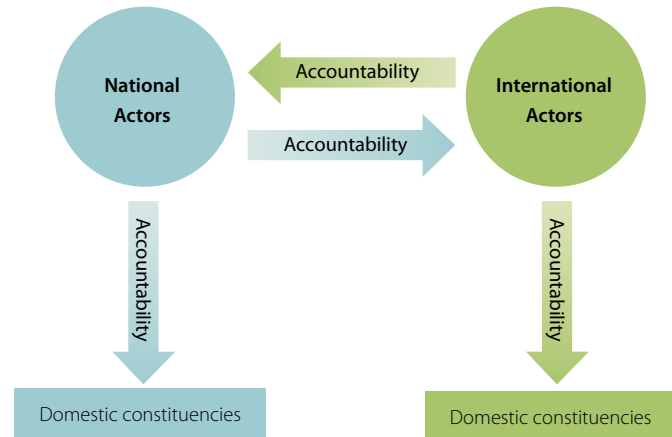 National
Actors
Accountability
International
Actors
Accountability
Accountability
Accountability
Domestic constituencies
Domestic constituencies